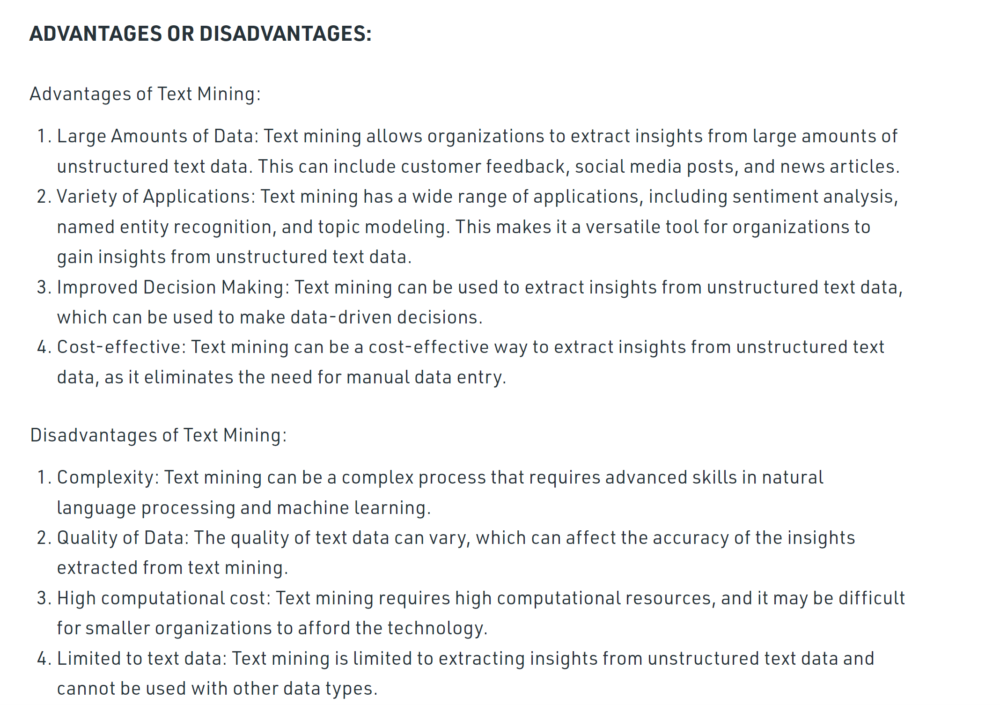 ADVANTAGES OR DISADVANTAGES:
Advantages of Text Mining:
1. Large Amounts of Data: Text mining allows organizations to extract insights from large amounts of
unstructured text data. This can include customer feedback, social media posts, and news articles.
2. Variety of Applications: Text mining has a wide range of applications, including sentiment analysis,
named entity recognition, and topic modeling. This makes it a versatile tool for organizations to
gain insights from unstructured text data.
3. Improved Decision Making: Text mining can be used to extract insights from unstructured text data,
which can be used to make data-driven decisions.
4. Cost-effective: Text mining can be a cost-effective way to extract insights from unstructured text
data, as it eliminates the need for manual data entry.
Disadvantages of Text Mining:
1. Complexity: Text mining can be a complex process that requires advanced skills in natural
language processing and machine learning.
2. Quality of Data: The quality of text data can vary, which can affect the accuracy of the insights
extracted from text mining.
3. High computational cost: Text mining requires high computational resources, and it may be difficult
for smaller organizations to afford the technology.
4. Limited to text data: Text mining is limited to extracting insights from unstructured text data and
cannot be used with other data types.